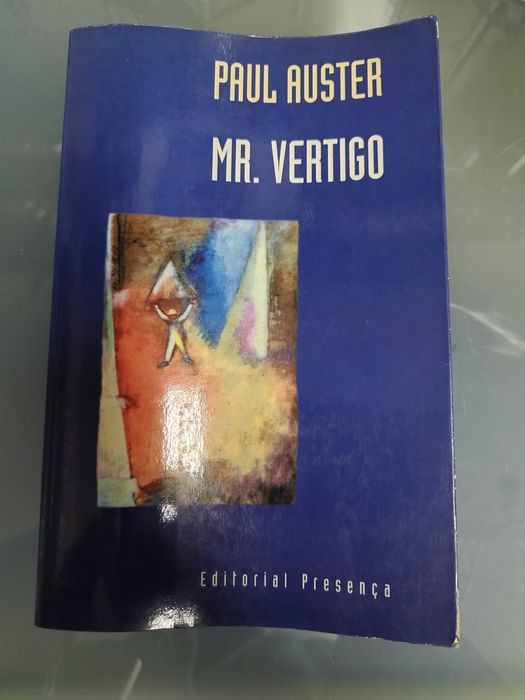 PAUL AUSTER
MR. VERTIGO
Editorial Presença